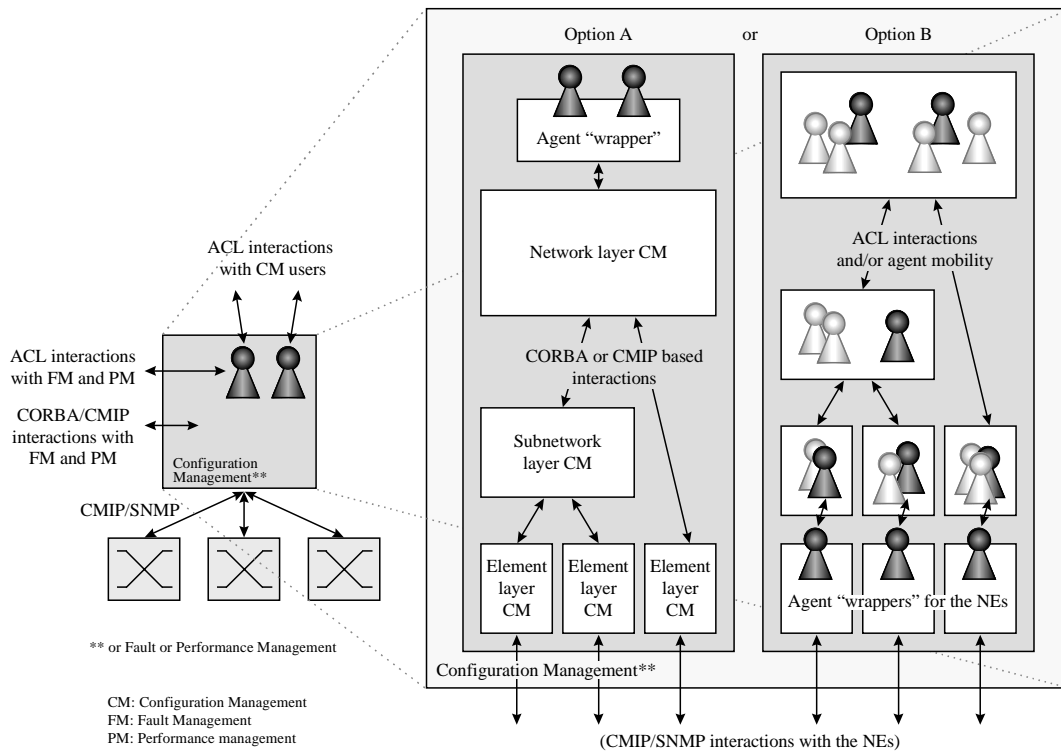 Option A
or
Option B
Agent “wrapper”
Network layer CM
ACL interactions
and/or agent mobility
ACL interactions
with CM users
ACL interactions
with FM and PM
CORBA/CMIP
interactions with
FM and PM
Configuration
Management**
CMIP/SNMP
CORBA or CMIP based
interactions
Subnetwork
layer CM
Element
layer
CM
Element
layer
CM
Element
layer
CM
Agent “wrappers” for the NEs
Configuration Management**
** or Fault or Performance Management
CM: Configuration Management
FM: Fault Management
PM: Performance management
(CMIP/SNMP interactions with the NEs)